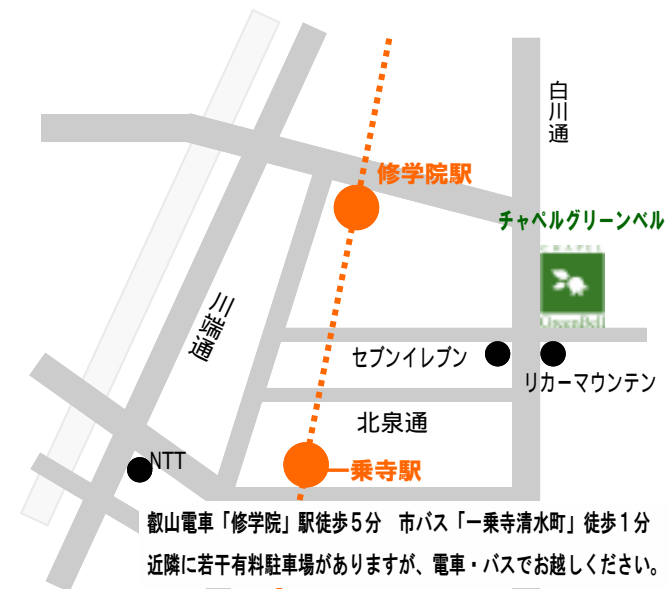 白川通
修学院駅
チャペルグリーンベル
CHAPEL
GreenBell
川端通
セブンイレブン
リカーマウンテン
北泉通
NTT
一乗寺駅
叡山電車「修学院」駅徒歩５分　市バス「一乗寺清水町」徒歩１分
近隣に若干有料駐車場がありますが、電車・バスでお越しください。